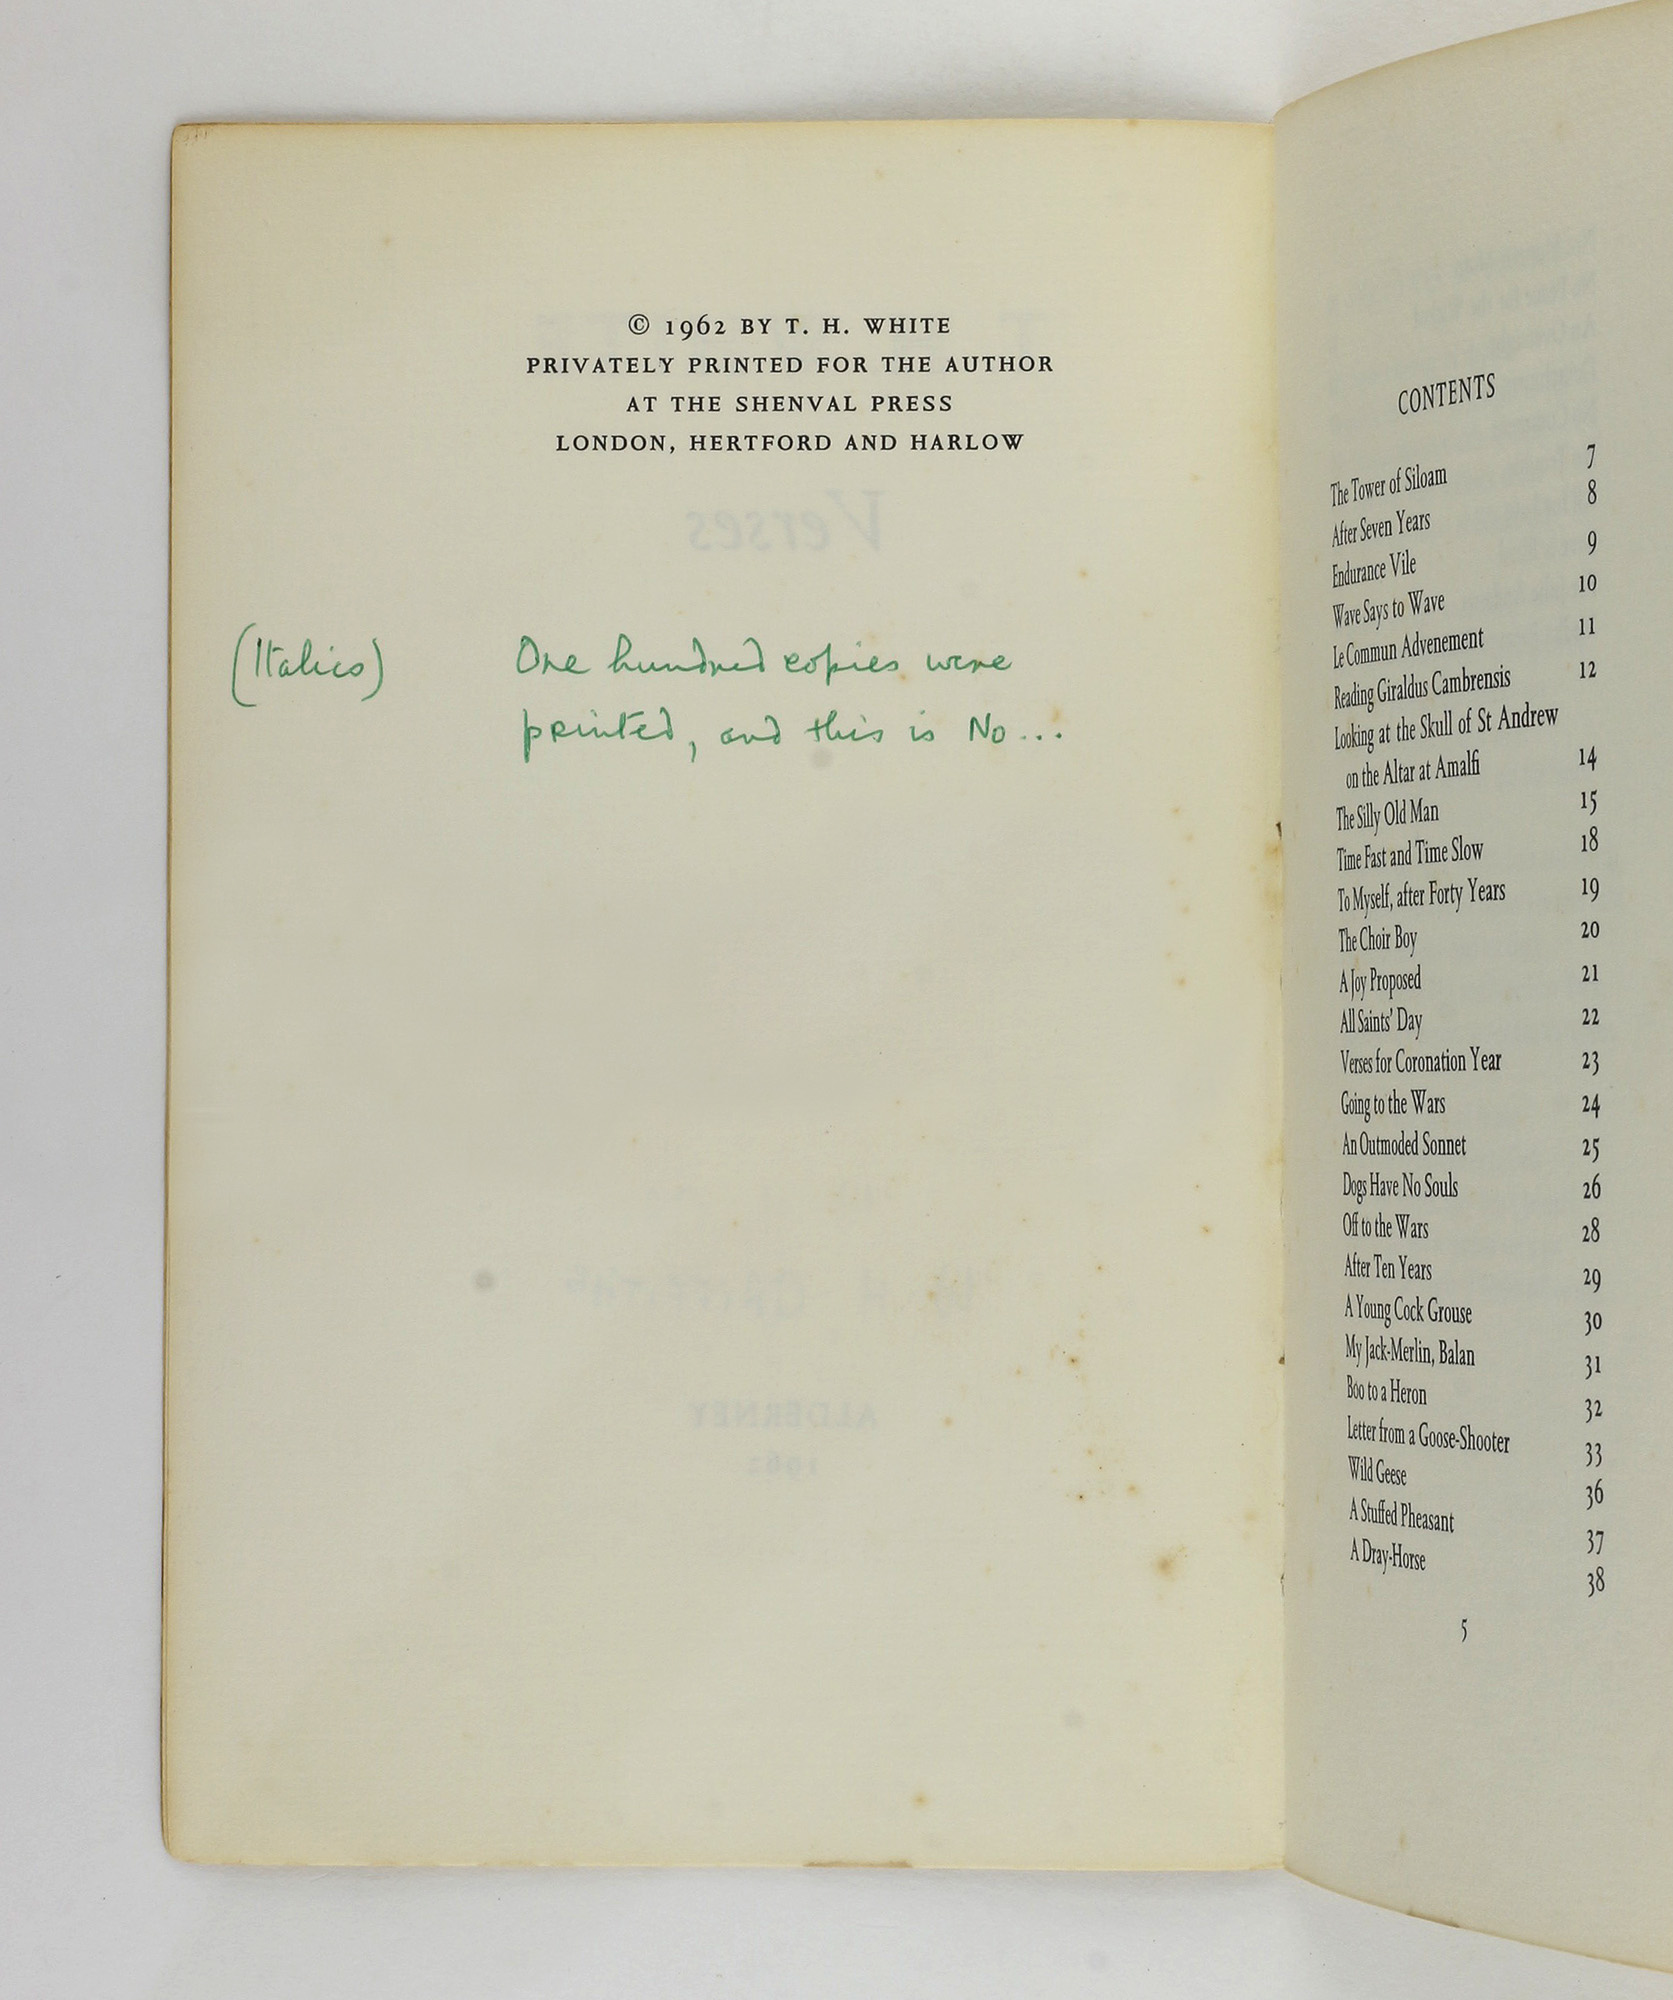 © 1962 BY T. H. WHITE
PRIVATELY PRINTED FOR THE AUTHOR
AT THE SHENVAL PRESS
LONDON, HERTFORD AND HARLOW
(Italics) One hundred copies were
printed, and this is No...
CONTENTS
The Tower of Siloam 7
After Seven Years 8
Endurance Vile 9
Wave Says to Wave 10
Le Commun Advenement 11
Reading Giraldus Cambrensis 12
Looking at the Skull of St Andrew
on the Altar at Amalfi 14
The Silly Old Man 15
Time Fast and Time Slow 18
To Myself, after Forty Years 19
The Choir Boy 20
A Joy Proposed 21
All Saints' Day 22
Verses for Coronation Year 23
Going to the Wars 24
An Outmoded Sonnet 25
Dogs Have No Souls 26
Off to the Wars 28
After Ten Years 29
A Young Cock Grouse 30
My Jack-Merlin, Balan 31
Boo to a Heron 32
Letter from a Goose-Shooter 33
Wild Geese 36
A Stuffed Pheasant 37
A Dray-Horse 38
5